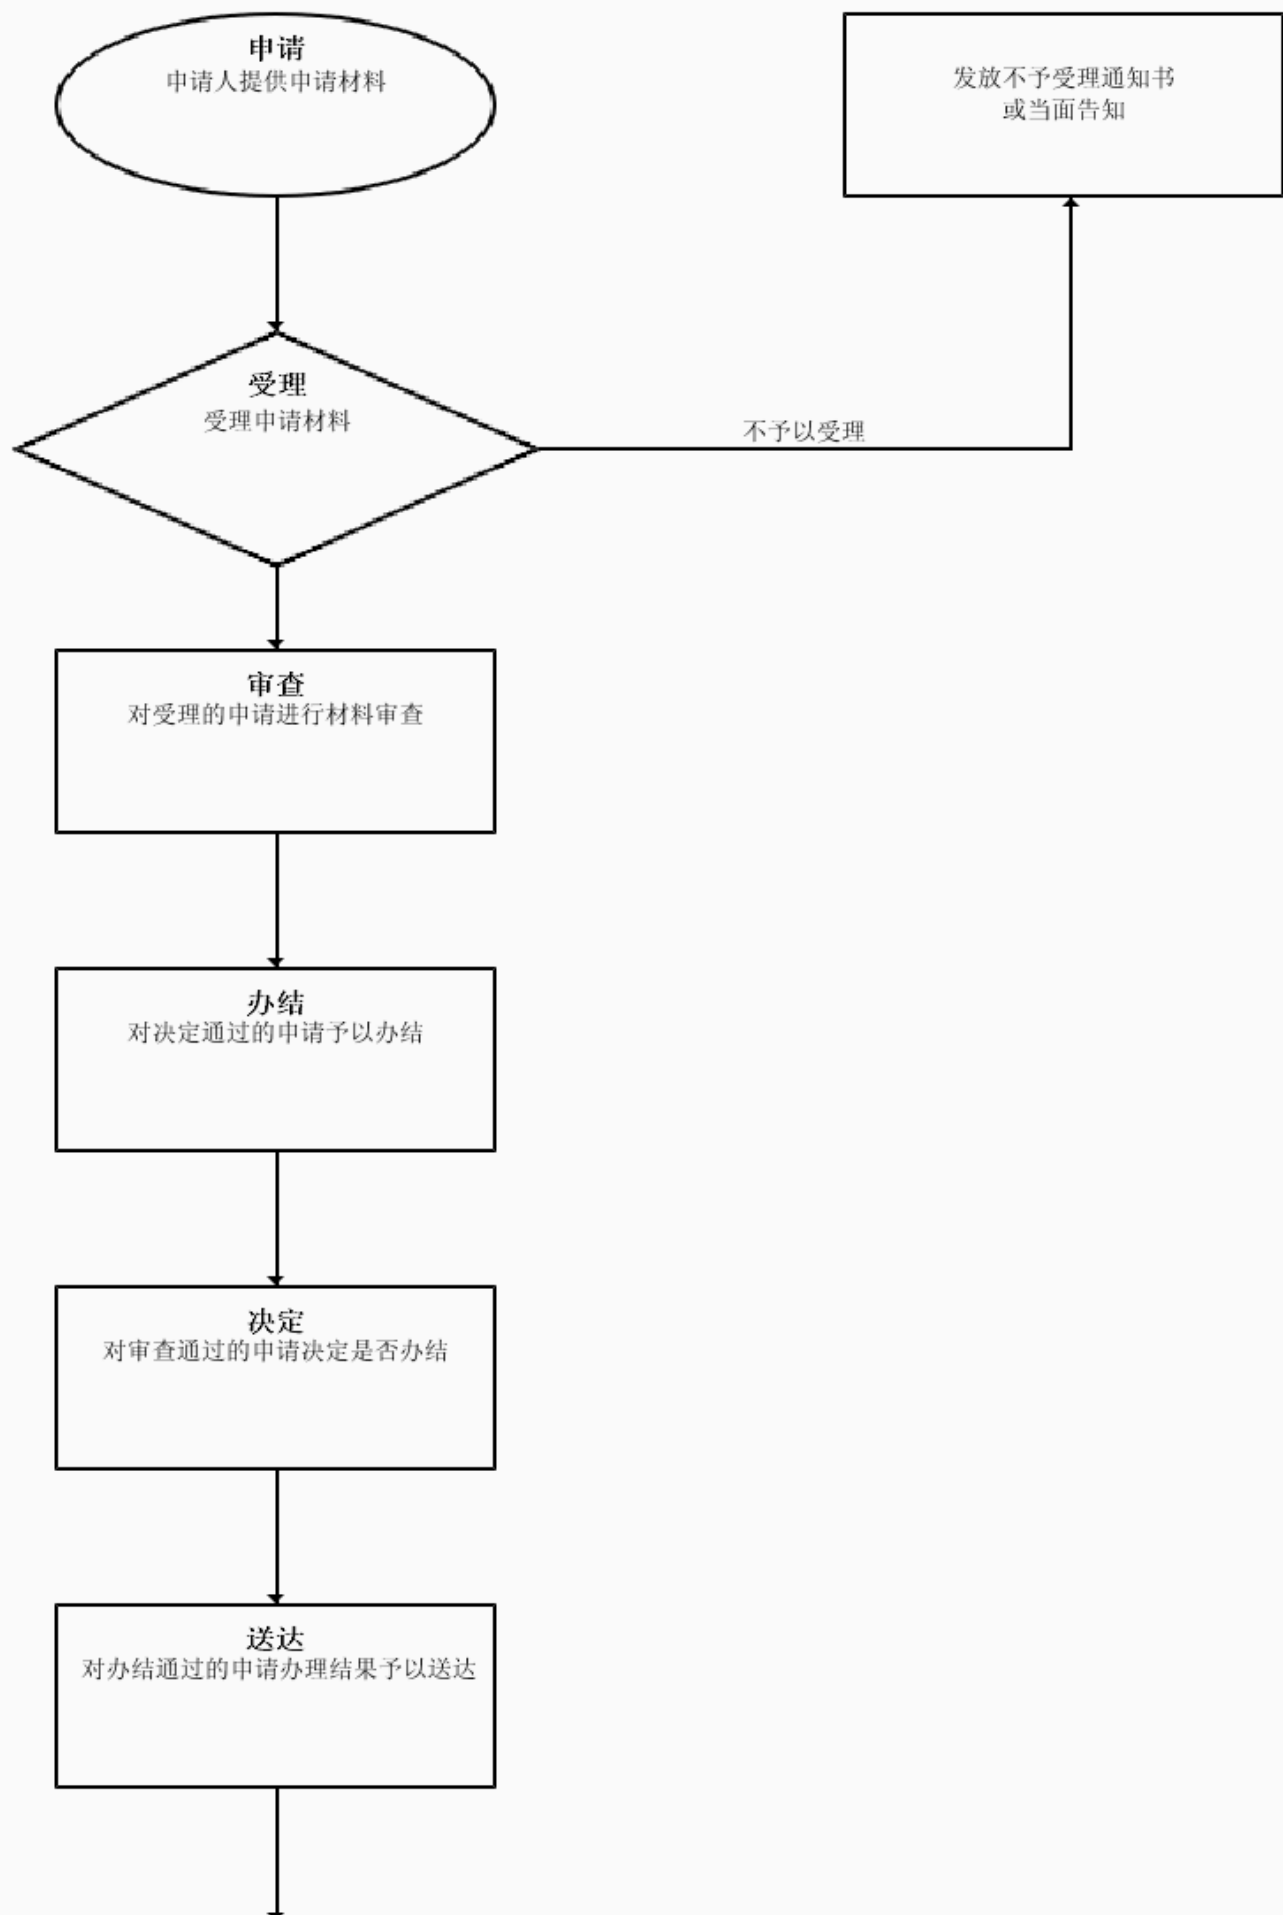 申请
申请人提供申请材料
发放不予受理通知书
或当面告知
受理
受理申请材料
不予以受理
审查
对受理的申请进行材料审查
办结
对决定通过的申请予以办结
决定
对审查通过的申请决定是否办结
送达
对办结通过的申请办理结果予以送达